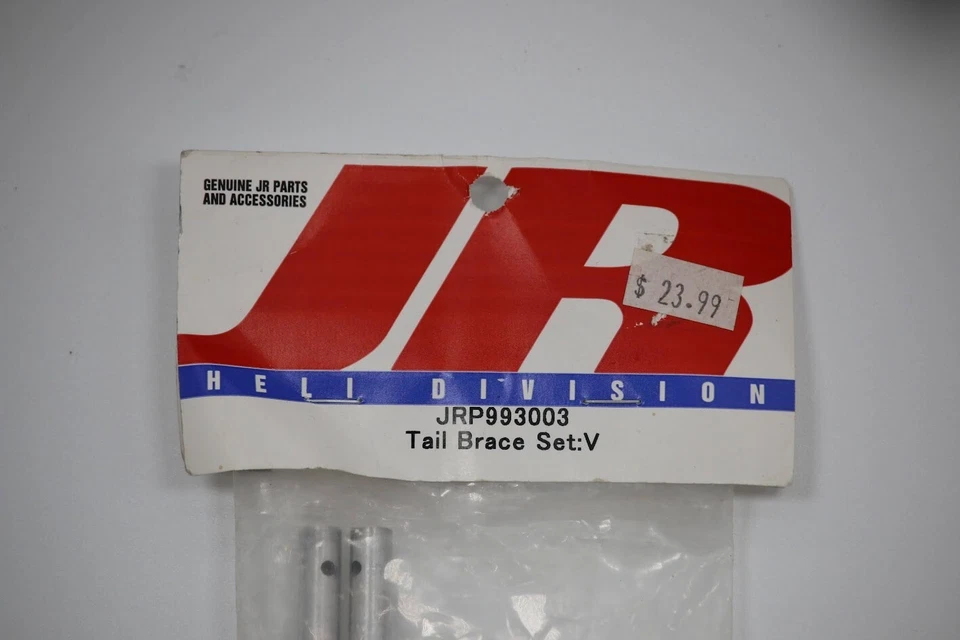 GENUINE JR PARTS
AND ACCESSORIES
JR
$ 23.99
HELI DIVISION
JRP993003
Tail Brace Set:V